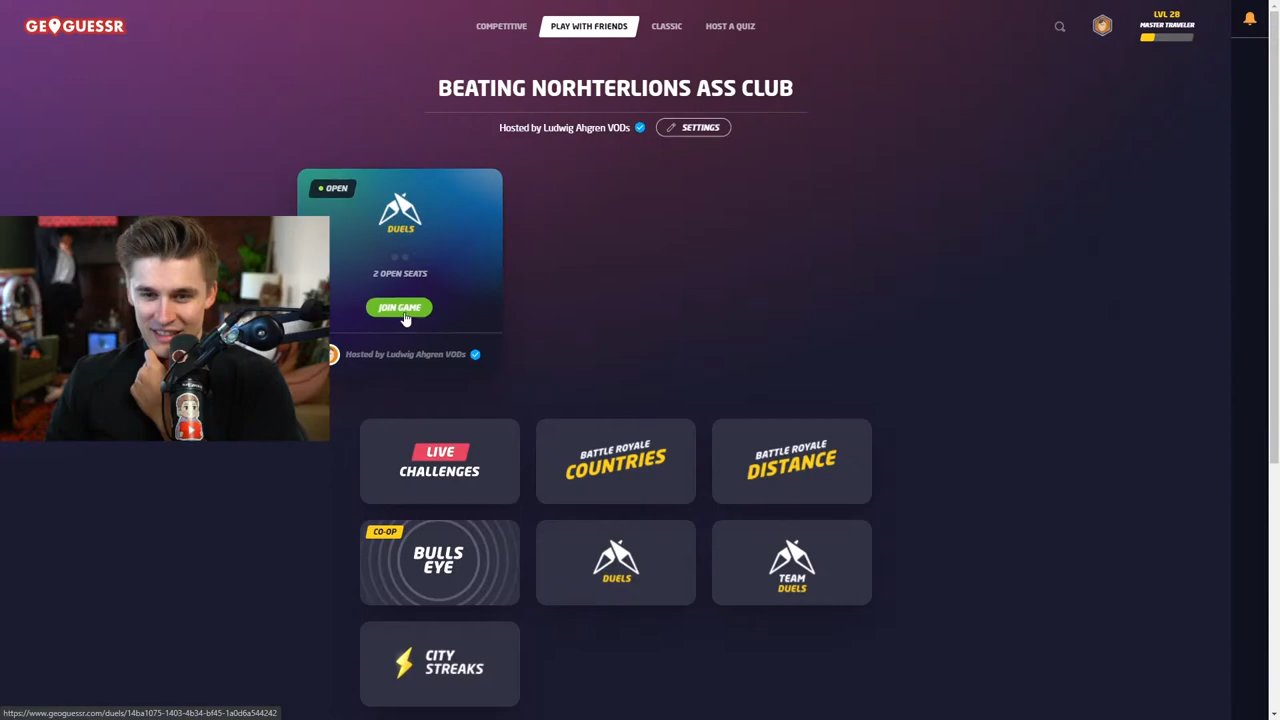 GEOGUESSR
COMPETITIVE
PLAY WITH FRIENDS
CLASSIC
HOST A QUIZ
LVL 28
MASTER TRAVELER
BEATING NORHTERLIONS ASS CLUB
Hosted by Ludwig Ahgren VODs
SETTINGS
OPEN
DUELS
2 OPEN SEATS
JOIN GAME
Hosted by Ludwig Ahgren VODs
LIVE
CHALLENGES
BATTLE ROYALE
COUNTRIES
BATTLE ROYALE
DISTANCE
CO-OP
BULLS
EYE
DUELS
TEAM
DUELS
CITY
STREAKS
https://www.geoguessr.com/duels/14ba1075-1403-4b34-bf45-1a0d6a544242